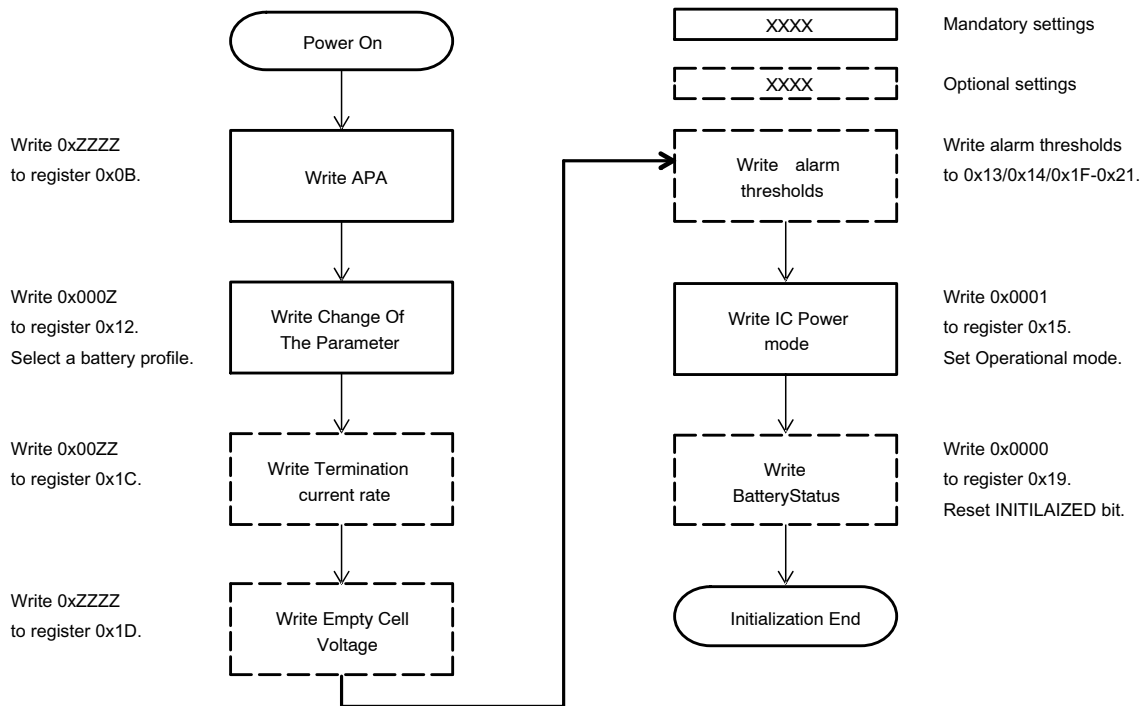 Power On
Write 0xZZZZ
to register 0x0B.
Write APA
Write 0x000Z
to register 0x12.
Select a battery profile.
Write Change Of
The Parameter
Write 0x00ZZ
to register 0x1C.
Write Termination
current rate
Write 0xZZZZ
to register 0x1D.
Write Empty Cell
Voltage
XXXX
Mandatory settings
XXXX
Optional settings
Write alarm
thresholds
Write alarm thresholds
to 0x13/0x14/0x1F-0x21.
Write IC Power
mode
Write 0x0001
to register 0x15.
Set Operational mode.
Write
BatteryStatus
Write 0x0000
to register 0x19.
Reset INITILAIZED bit.
Initialization End